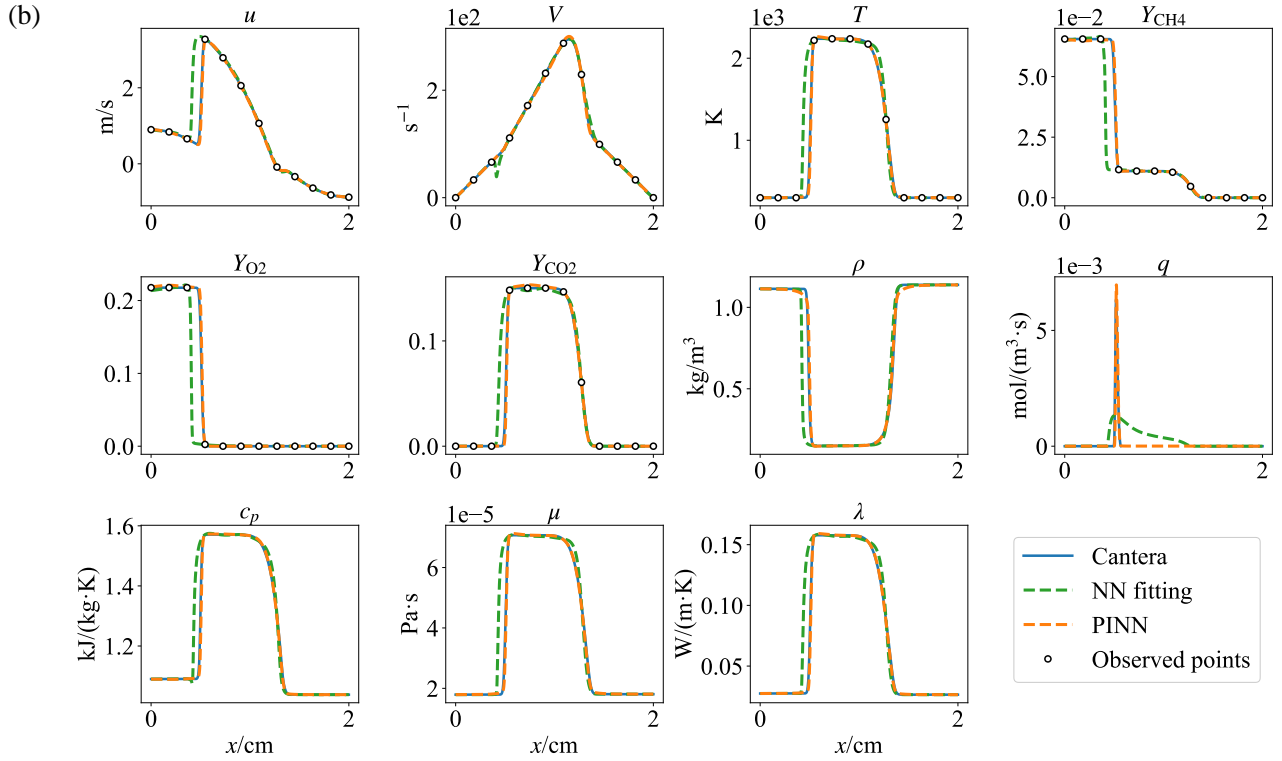 (b)
u
1e2
V
1e3
T
1e−2
Y_CH4
m/s
2
0
0
2
s⁻¹
2
0
0
2
K
2
1
0
2
5.0
2.5
0.0
0
2
Y_O2
0.2
0.1
0.0
0
2
Y_CO2
0.1
0.0
0
2
ρ
kg/m³
1.0
0.5
0
2
1e−3
q
mol/(m³·s)
5
0
0
2
c_p
kJ/(kg·K)
1.6
1.4
1.2
0
2
x/cm
1e−5
μ
Pa·s
6
4
2
0
2
x/cm
λ
W/(m·K)
0.15
0.10
0.05
0
2
x/cm
Cantera
NN fitting
PINN
Observed points